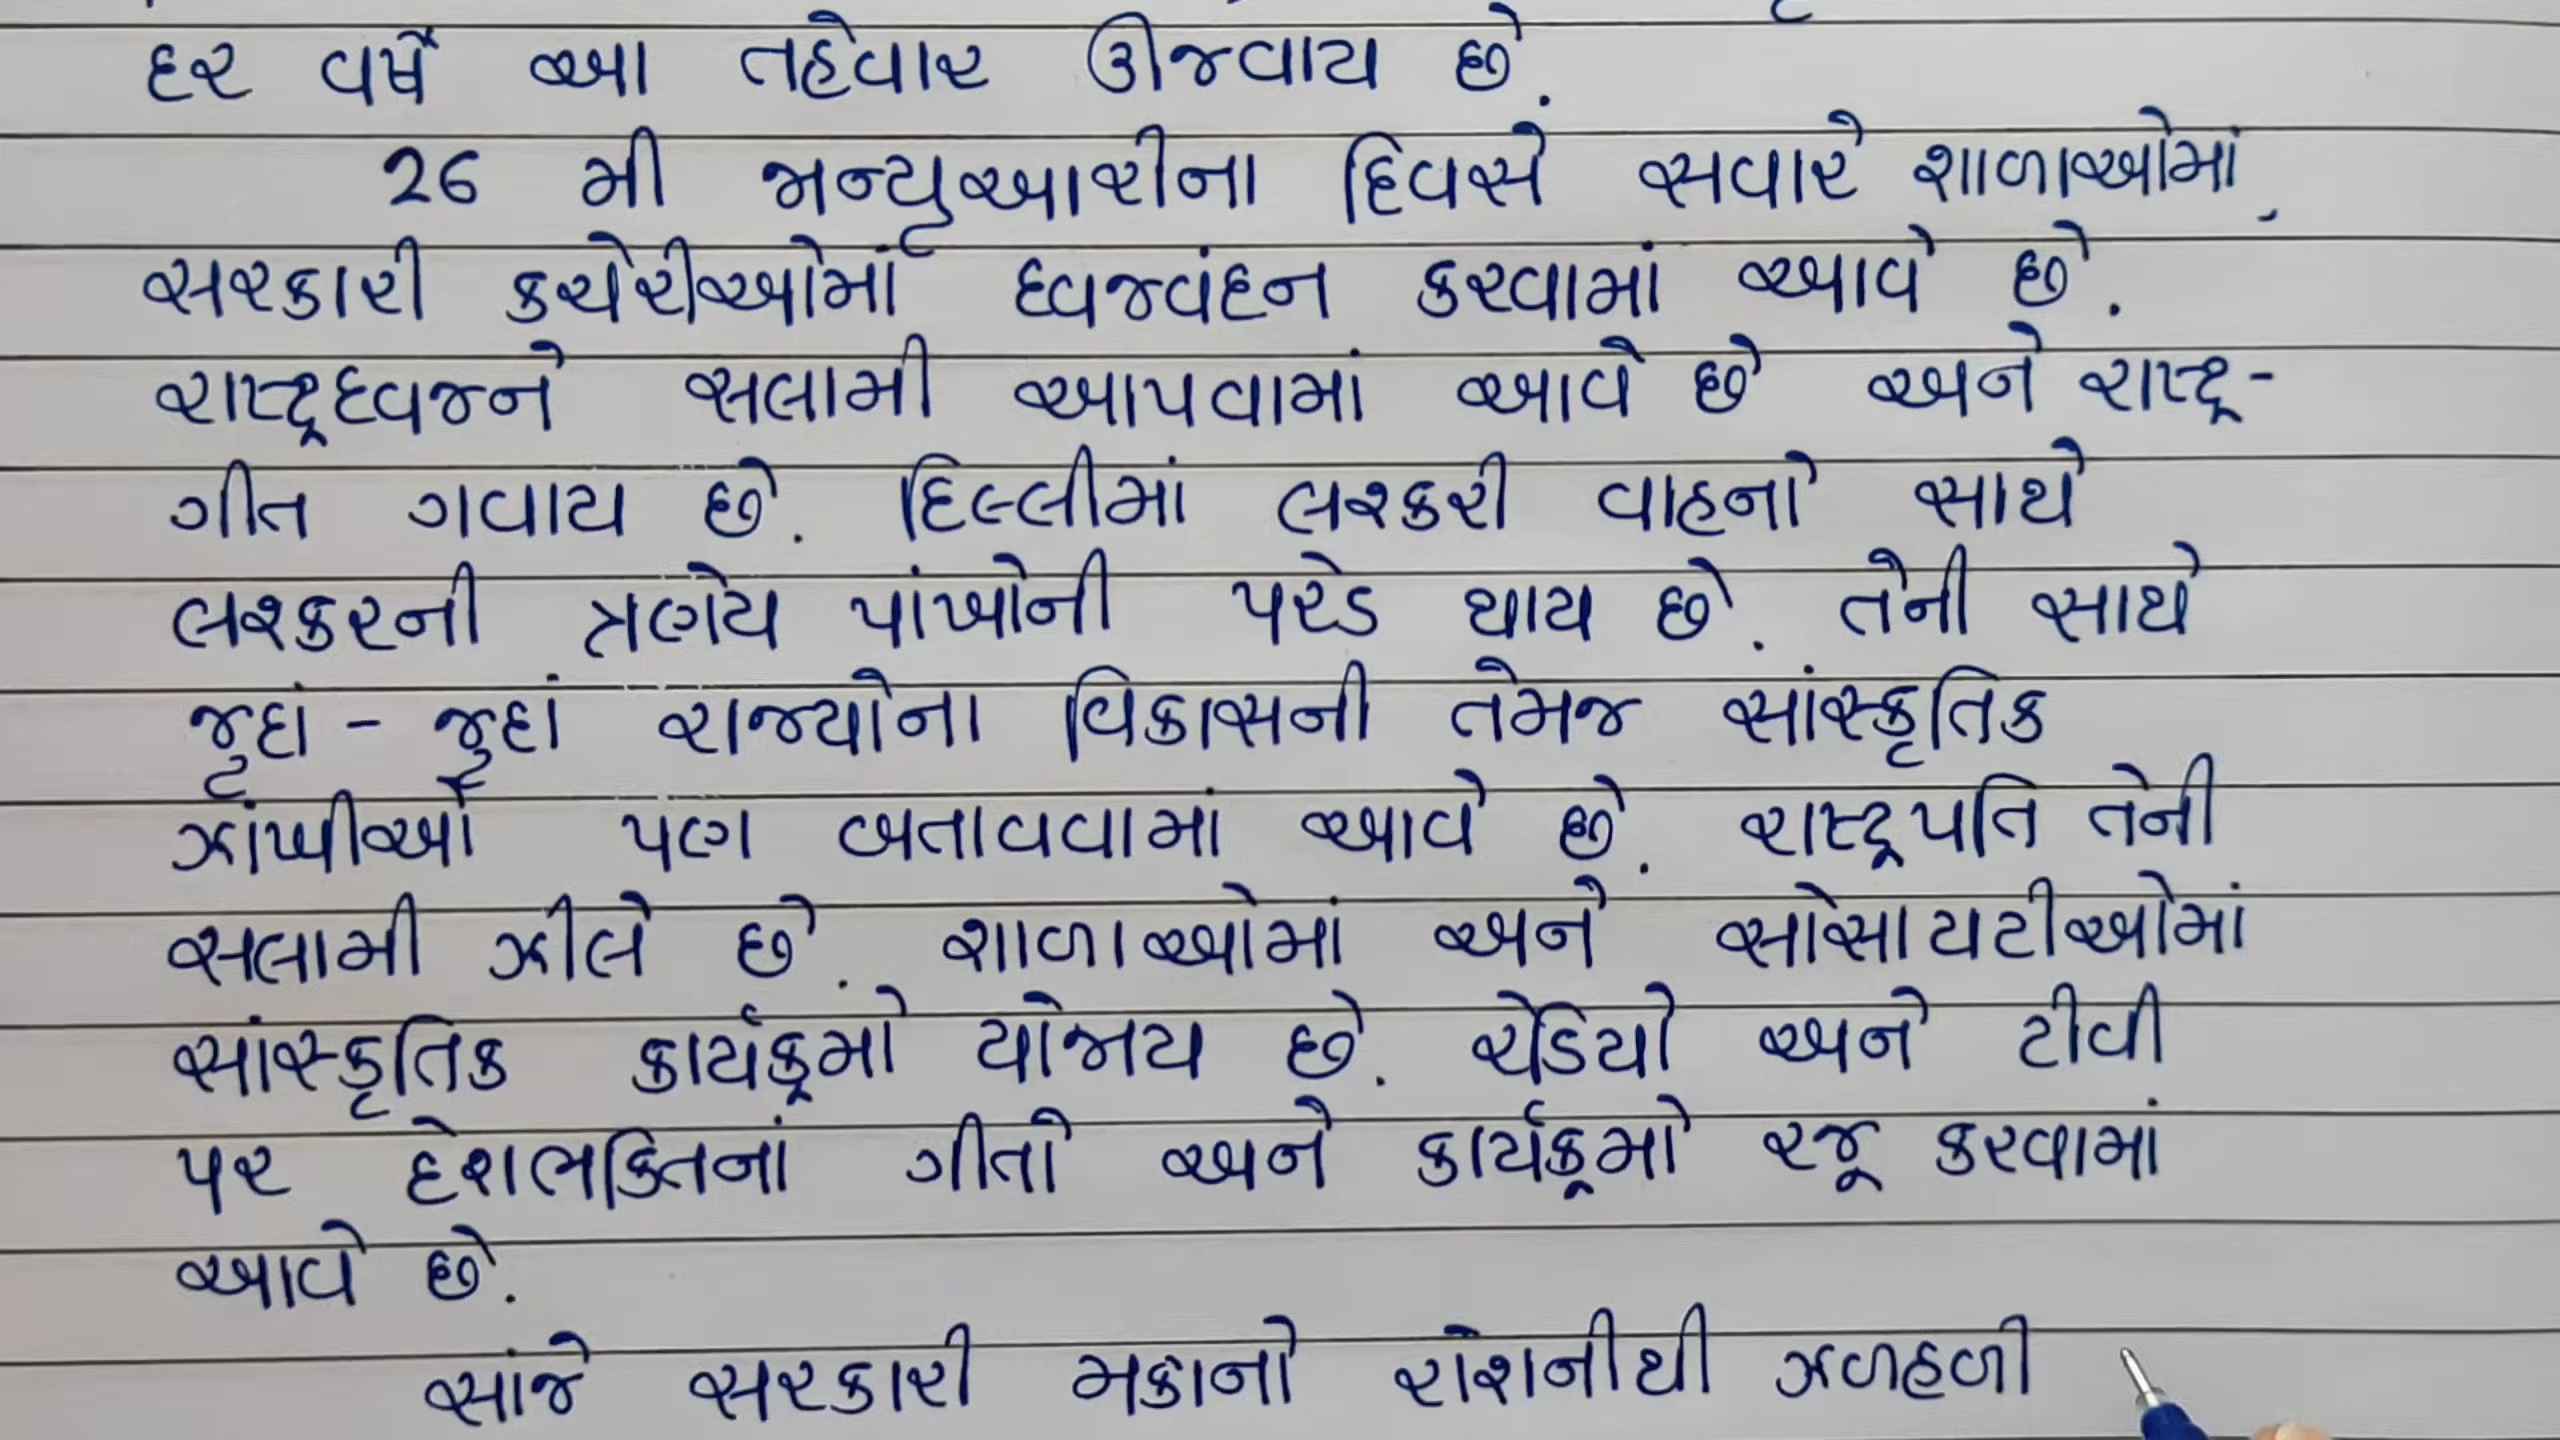 દર વર્ષે આ તહેવાર ઊજવાય છે.
26 મી જાન્યુઆરીના દિવસે સવારે શાળાઓમાં,
સરકારી કચેરીઓમાં ધ્વજવંદન કરવામાં આવે છે.
રાષ્ટ્રધ્વજને સલામી આપવામાં આવે છે અને રાષ્ટ્ર-
ગીત ગવાય છે. દિલ્લીમાં લશ્કરી વાહનો સાથે
લશ્કરની ત્રણેય પાંખોની પરેડ થાય છે. તેની સાથે
જુદાં - જુદાં રાજ્યોના વિકાસની તેમજ સાંસ્કૃતિક
ઝાંખીઓ પણ બતાવવામાં આવે છે. રાષ્ટ્રપતિ તેની
સલામી ઝીલે છે. શાળાઓમાં અને સોસાયટીઓમાં
સાંસ્કૃતિક કાર્યક્રમો યોજાય છે. રેડિયો અને ટીવી
પર દેશભક્તિનાં ગીતો અને કાર્યક્રમો રજૂ કરવામાં
આવે છે.
સાંજે સરકારી મકાનો રોશનીથી ઝળહળી